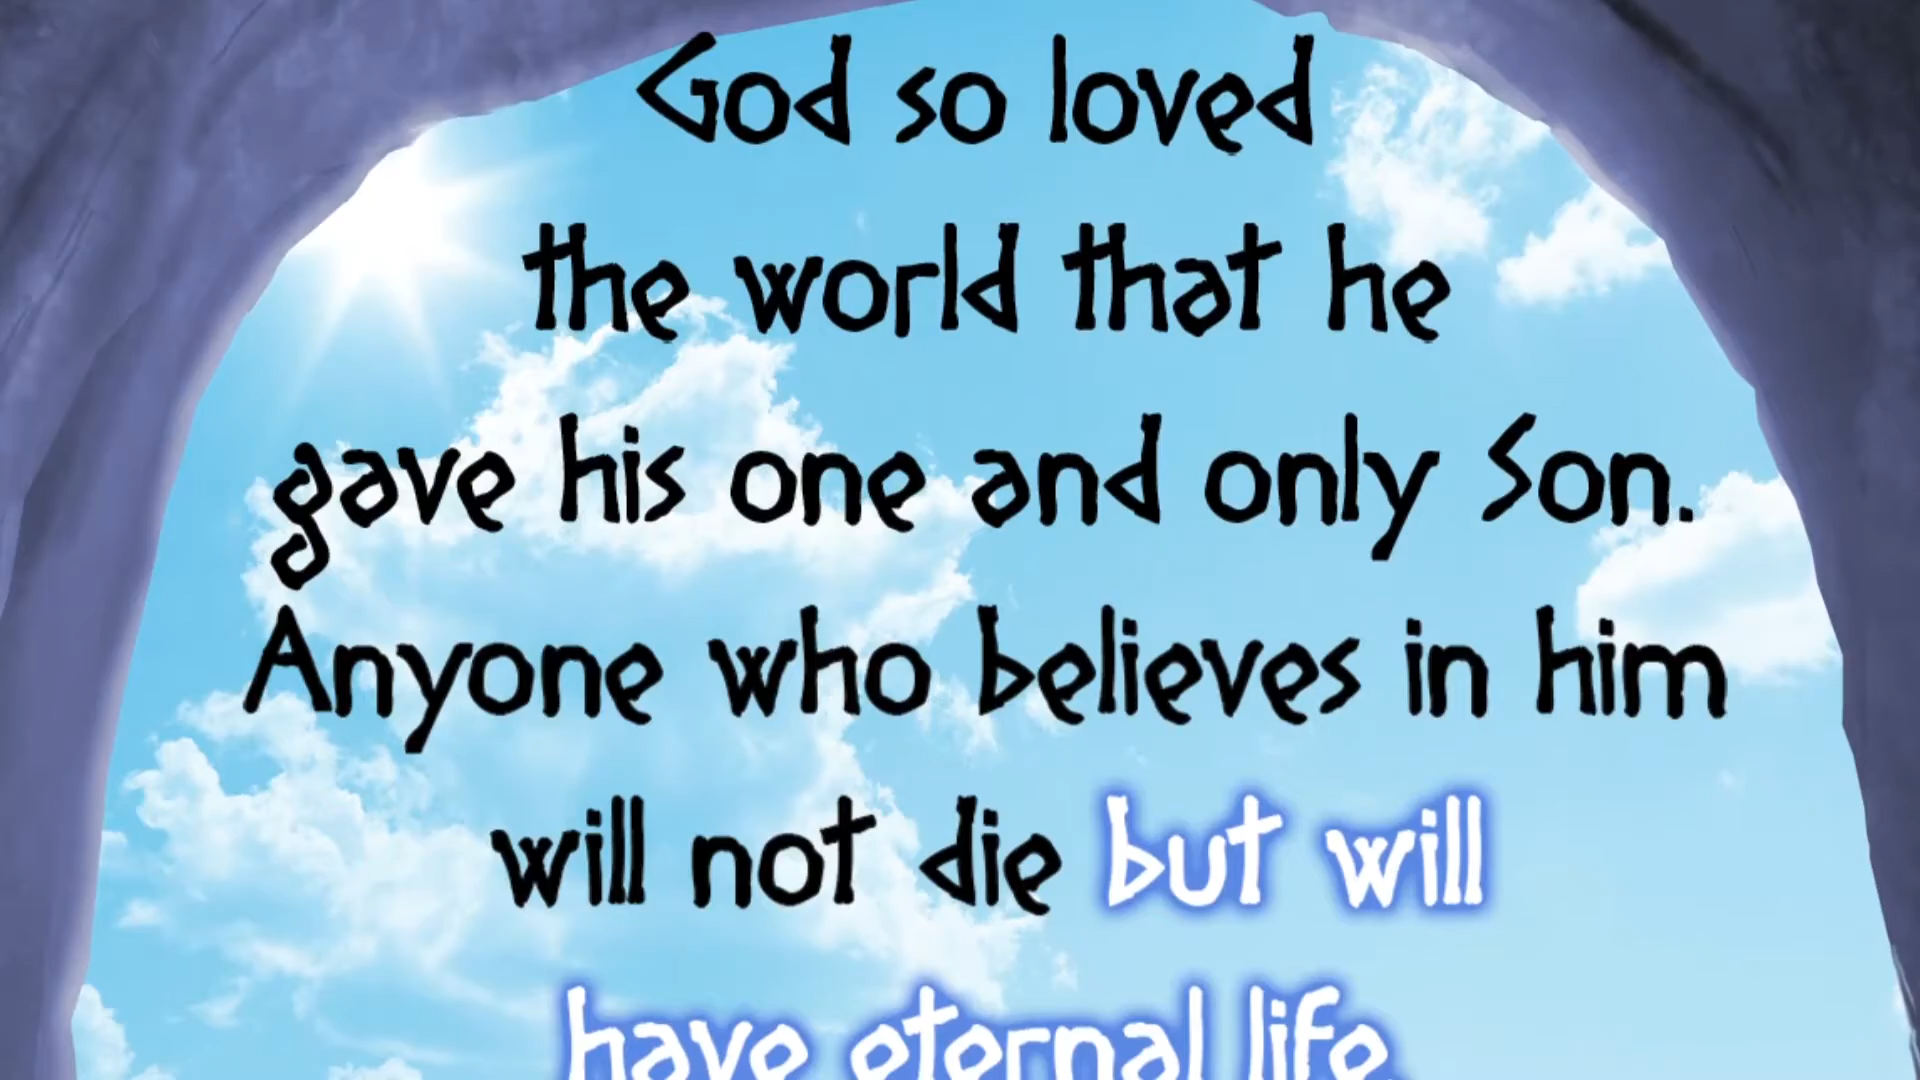 God so loved
the world that he
gave his one and only Son.
Anyone who believes in him
will not die but will
have eternal life.